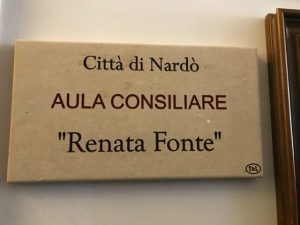 Città di Nardò
AULA CONSILIARE
"Renata Fonte"